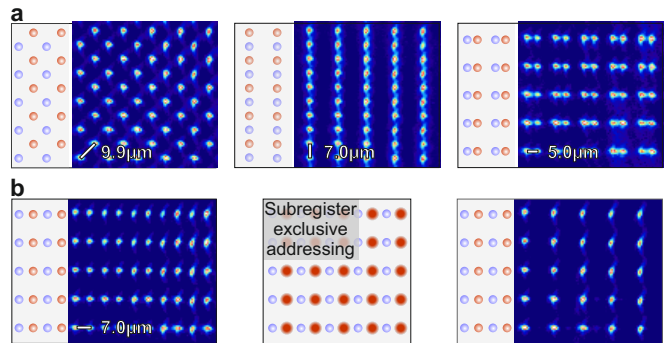 a
9.9µm
7.0µm
5.0µm
b
7.0µm
Subregister
exclusive
addressing